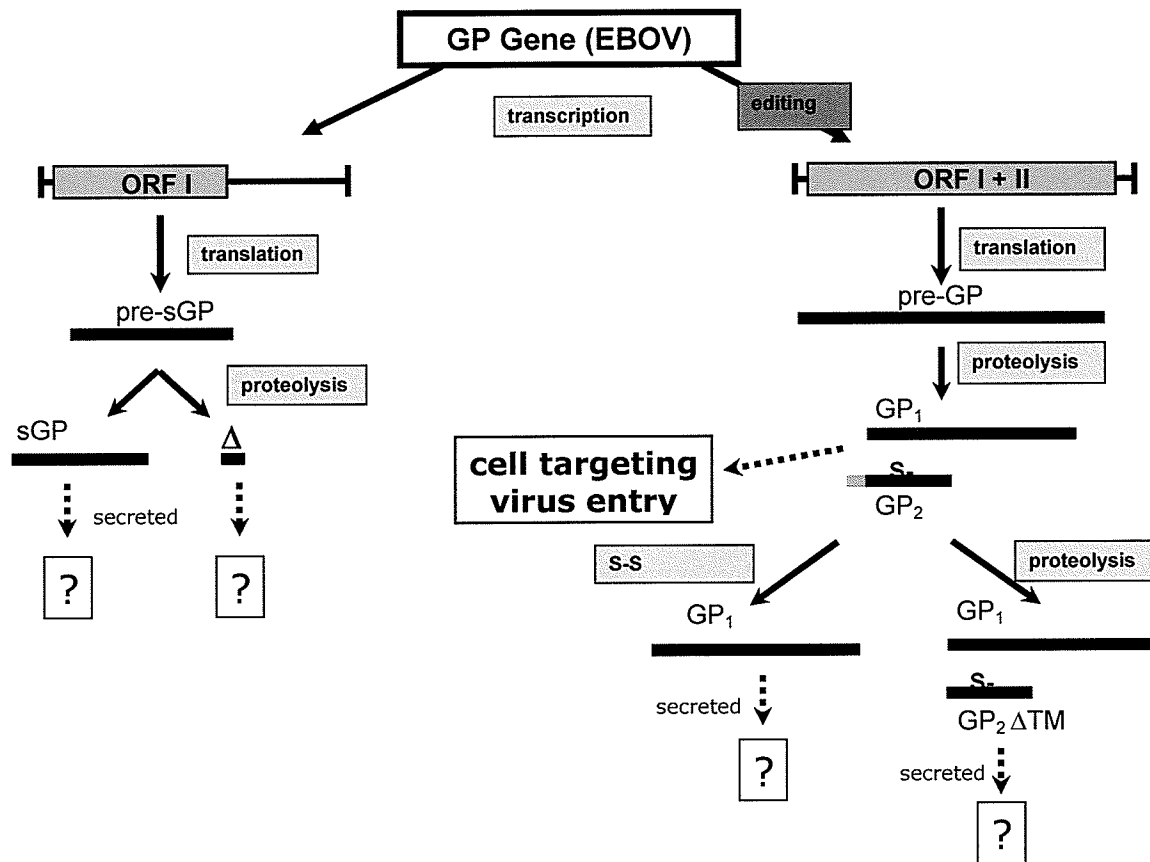 GP Gene (EBOV)
transcription
editing
ORF I
ORF I + II
translation
translation
pre-sGP
pre-GP
proteolysis
proteolysis
sGP
Δ
GP1
cell targeting
virus entry
S-
GP2
secreted
S-S
proteolysis
?
?
GP1
GP1
S-
GP2 ΔTM
secreted
secreted
?
?